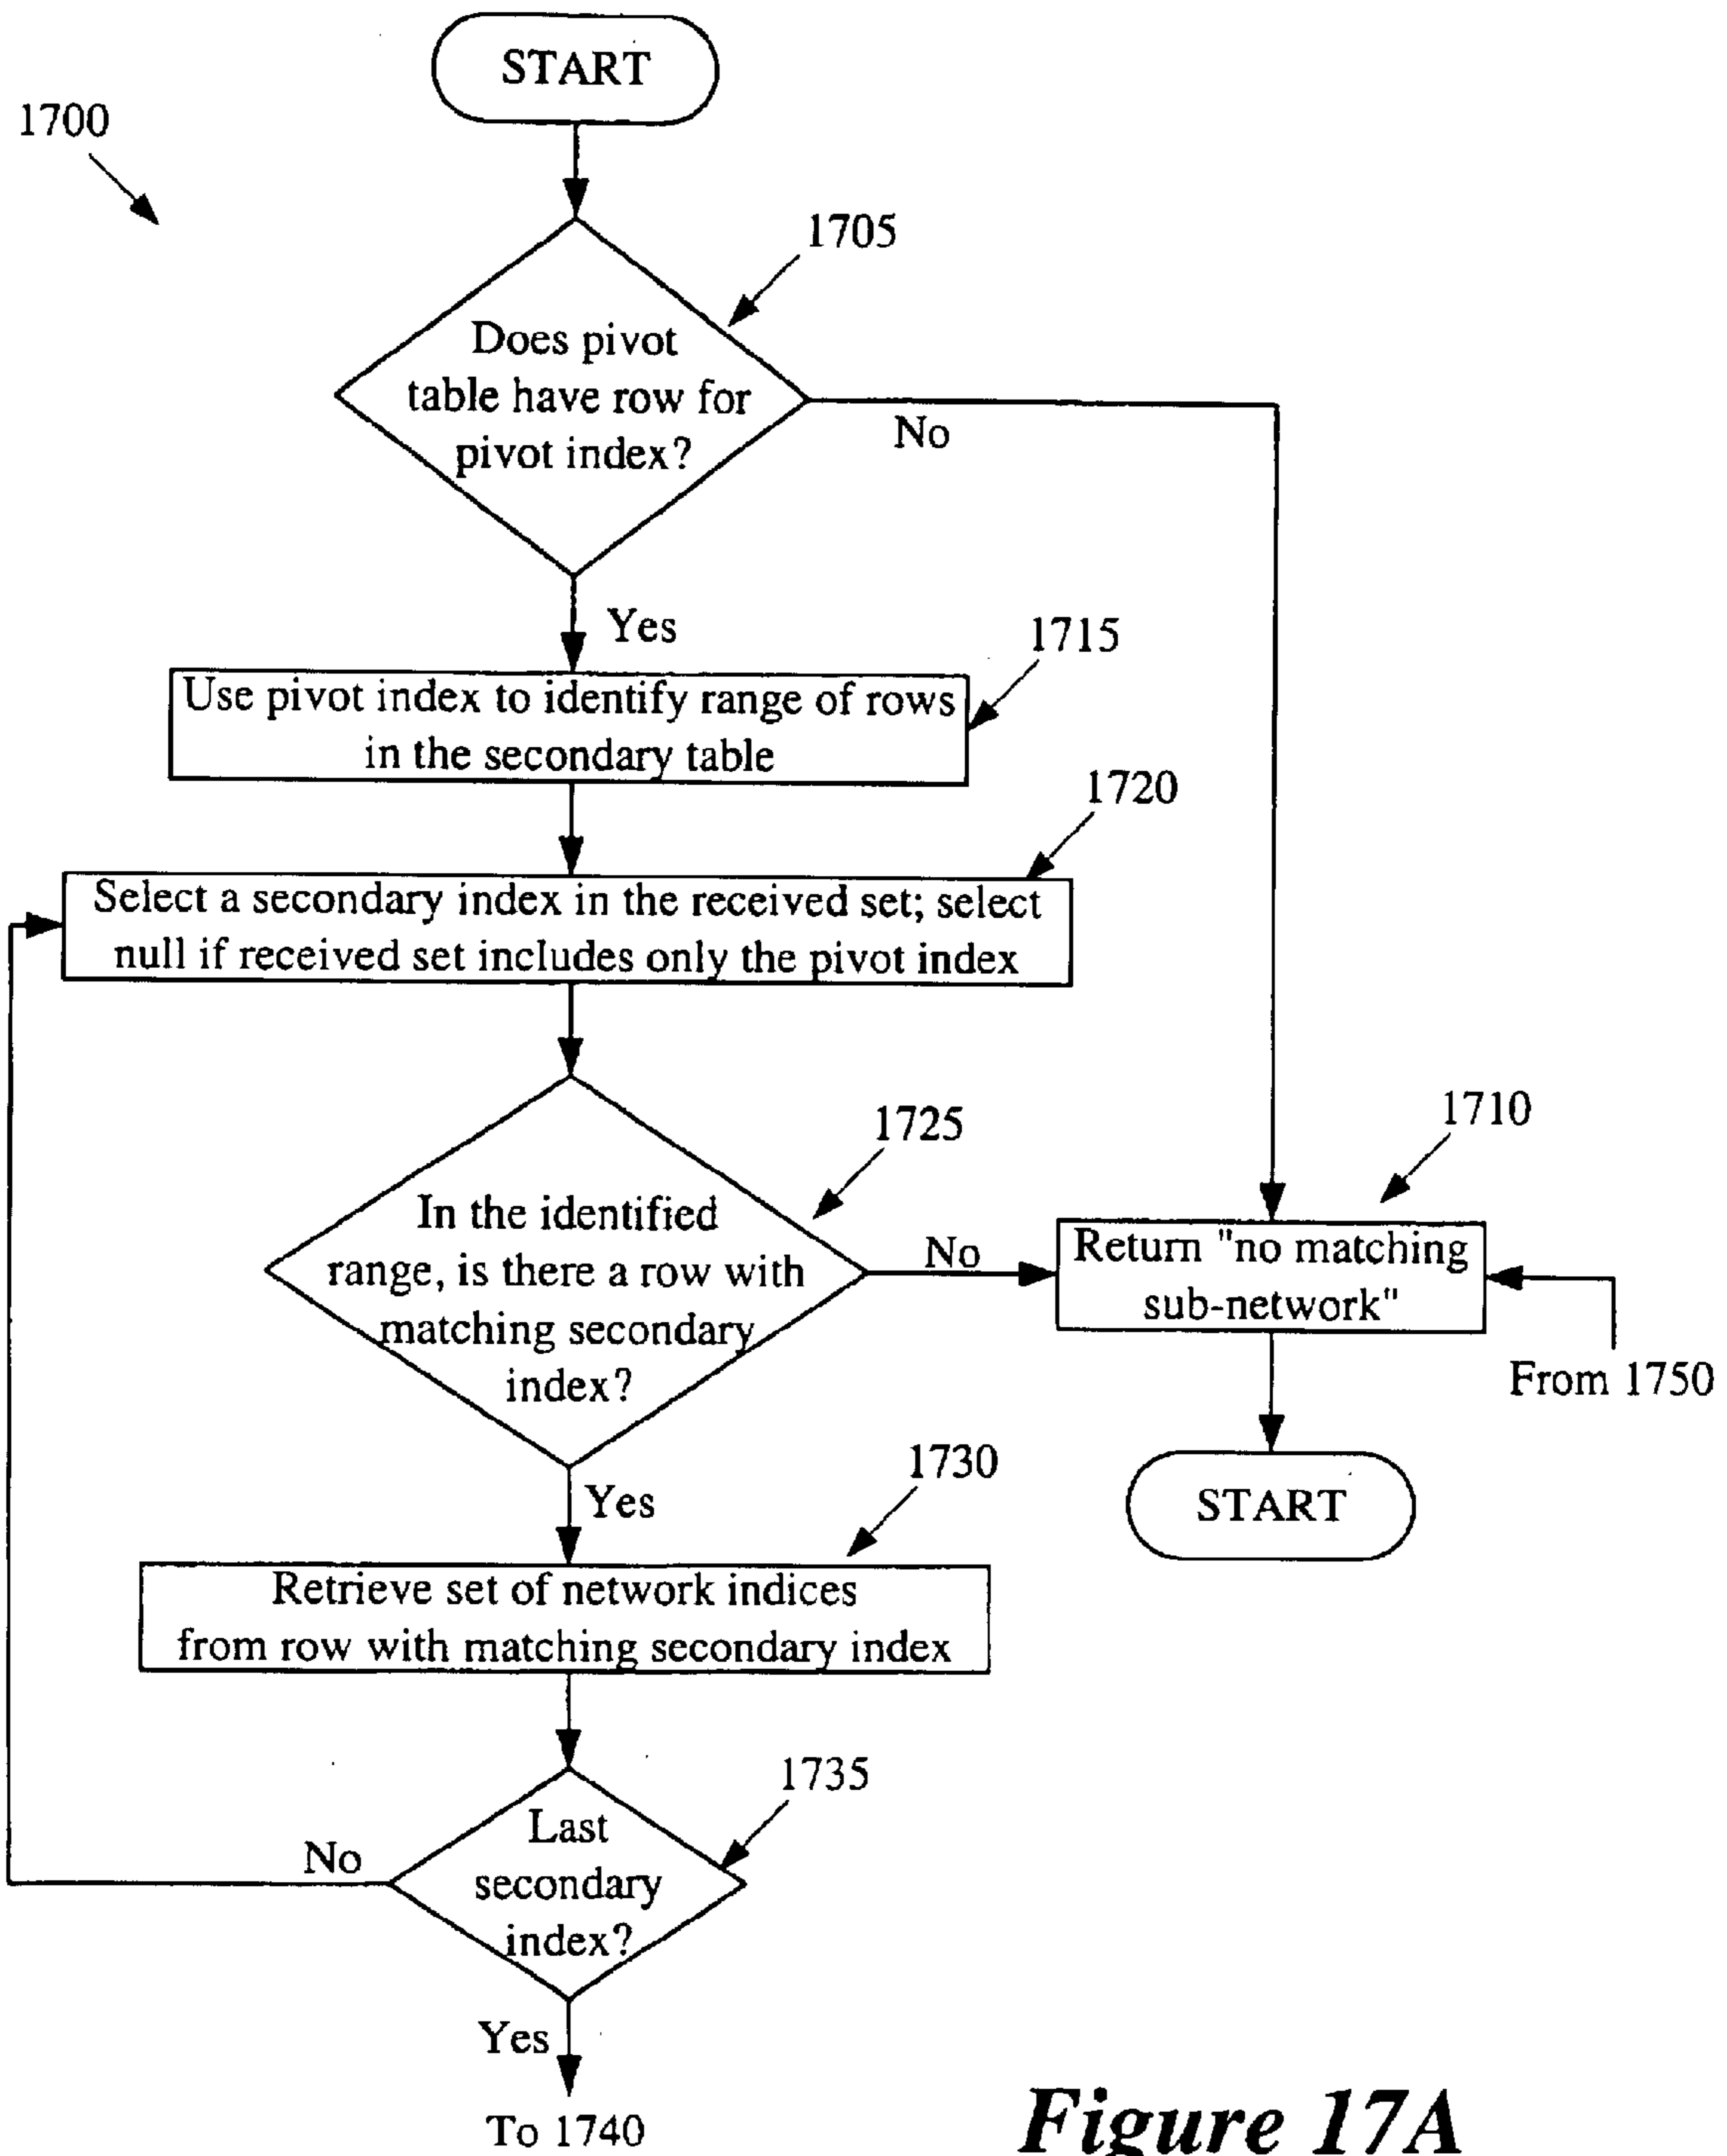 START
1700
1705
Does pivot
table have row for
pivot index?
No
Yes
1715
Use pivot index to identify range of rows
in the secondary table
1720
Select a secondary index in the received set; select
null if received set includes only the pivot index
1725
In the identified
range, is there a row with
matching secondary
index?
No
1710
Return "no matching
sub-network"
From 1750
START
Yes
1730
Retrieve set of network indices
from row with matching secondary index
1735
Last
secondary
index?
No
Yes
To 1740
Figure 17A